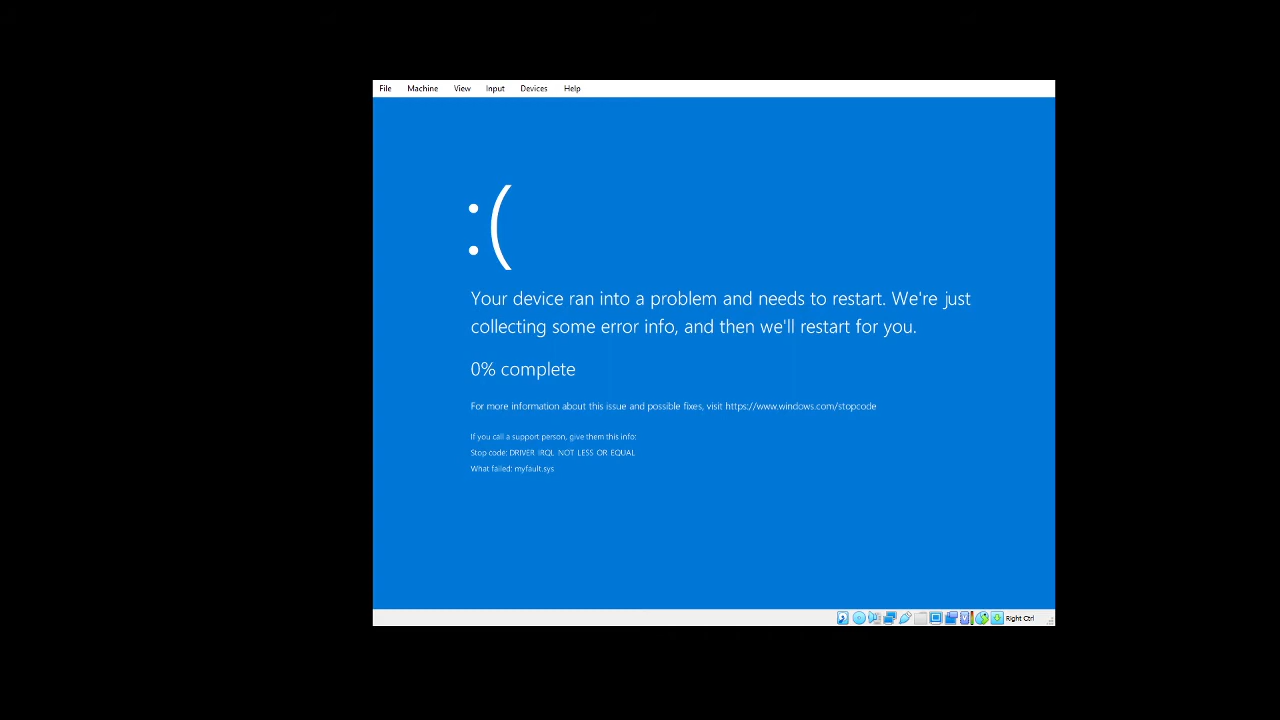 File Machine View Input Devices Help
:(
Your device ran into a problem and needs to restart. We're just
collecting some error info, and then we'll restart for you.
0% complete
For more information about this issue and possible fixes, visit https://www.windows.com/stopcode
If you call a support person, give them this info:
Stop code: DRIVER IRQL NOT LESS OR EQUAL
What failed: myfault.sys
Right Ctrl